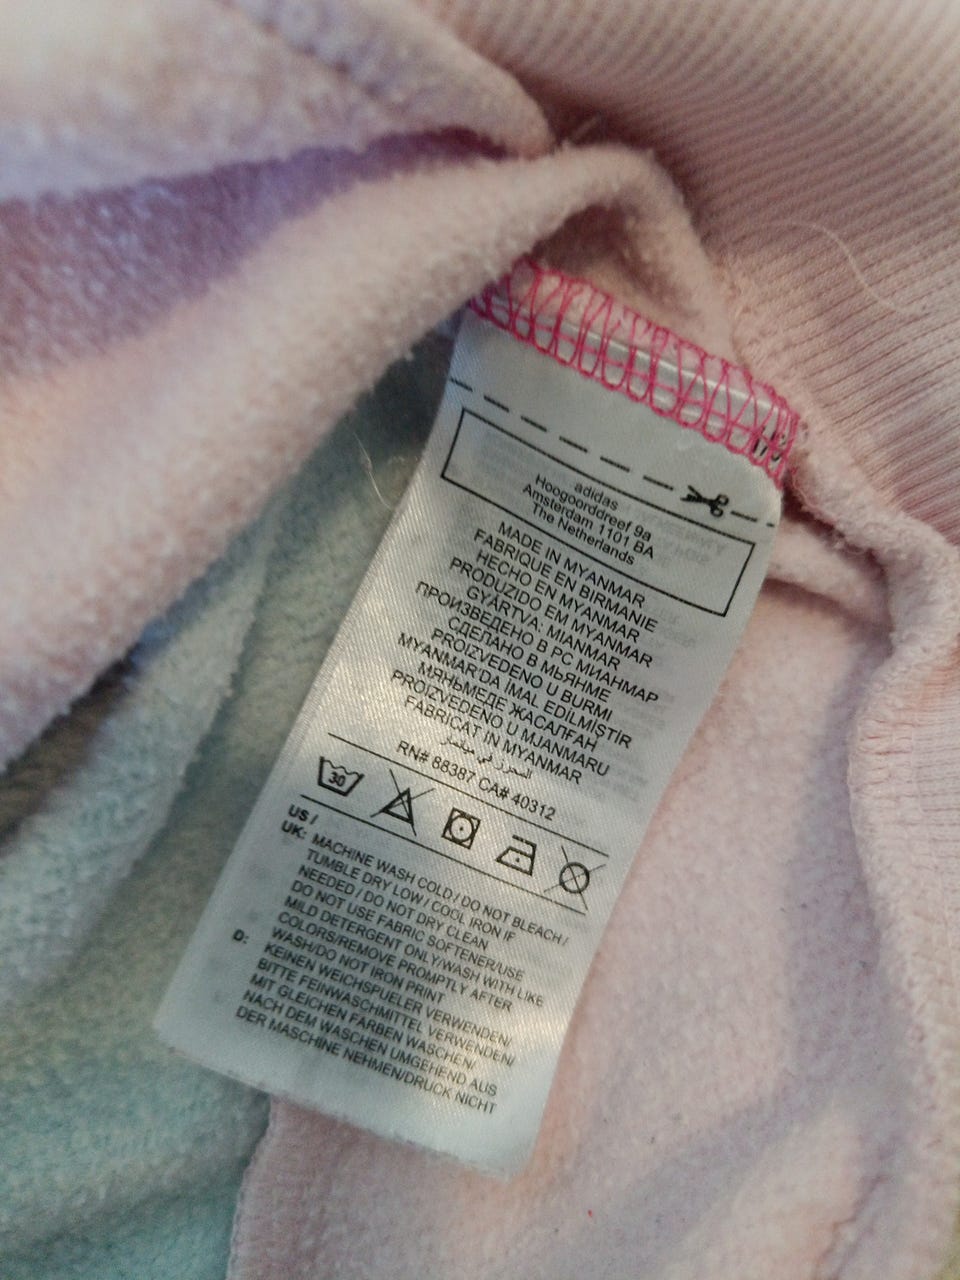 adidas
Hoogoorddreef 9a
Amsterdam 1101 BA
The Netherlands
MADE IN MYANMAR
FABRIQUE EN BIRMANIE
HECHO EN MYANMAR
PRODUZIDO EM MYANMAR
GYÁRTVA: MIANMAR
ПРОИЗВЕДЕНО В РС МИАНМАР
СДЕЛАНО В МЬЯНМЕ
PROIZVEDENO U BURMI
MYANMAR'DA İMAL EDİLMİŞTİR
МЯНЬМЕДЕ ЖАСАЛҒАН
PROIZVEDENO U MJANMARU
FABRICAT IN MYANMAR
RN# 88387 CA# 40312
30
US /
UK: MACHINE WASH COLD / DO NOT BLEACH /
TUMBLE DRY LOW / COOL IRON IF
NEEDED / DO NOT DRY CLEAN
DO NOT USE FABRIC SOFTENER/USE
MILD DETERGENT ONLY/WASH WITH LIKE
COLORS/REMOVE PROMPTLY AFTER
WASH/DO NOT IRON PRINT
D: KEINEN WEICHSPUELER VERWENDEN/
BITTE FEINWASCHMITTEL VERWENDEN/
MIT GLEICHEN FARBEN WASCHEN/
NACH DEM WASCHEN UMGEHEND AUS
DER MASCHINE NEHMEN/DRUCK NICHT